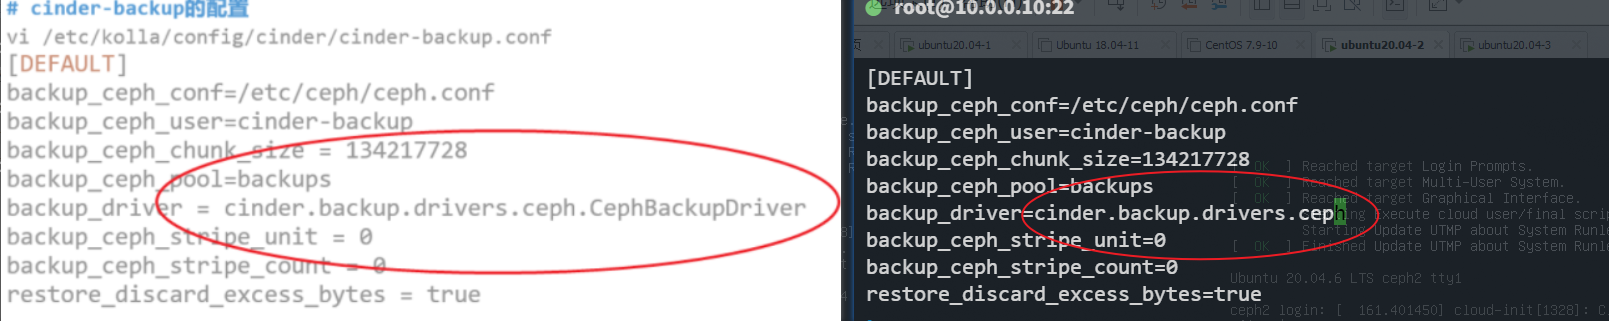 # cinder-backup的配置
vi /etc/kolla/config/cinder/cinder-backup.conf
[DEFAULT]
backup_ceph_conf=/etc/ceph/ceph.conf
backup_ceph_user=cinder-backup
backup_ceph_chunk_size = 134217728
backup_ceph_pool=backups
backup_driver = cinder.backup.drivers.ceph.CephBackupDriver
backup_ceph_stripe_unit = 0
backup_ceph_stripe_count = 0
restore_discard_excess_bytes = true
root@10.0.0.10:22
页 ubuntu20.04-1 Ubuntu 18.04-11 CentOS 7.9-10 ubuntu20.04-2 ubuntu20.04-3
[DEFAULT]
backup_ceph_conf=/etc/ceph/ceph.conf
backup_ceph_user=cinder-backup
backup_ceph_chunk_size=134217728
[ OK ] Reached target Login Prompts.
backup_ceph_pool=backups
[ OK ] Reached target Multi-User System.
[ OK ] Reached target Graphical Interface.
backup_driver=cinder.backup.drivers.ceph
ing Execute cloud user/final scrip
Starting Update UTMP about System Runle
backup_ceph_stripe_unit=0
[ OK ] Finished Update UTMP about System Runle
backup_ceph_stripe_count=0
Ubuntu 20.04.6 LTS ceph2 tty1
restore_discard_excess_bytes=true
ceph2 login: [ 161.401450] cloud-init[1328]: C